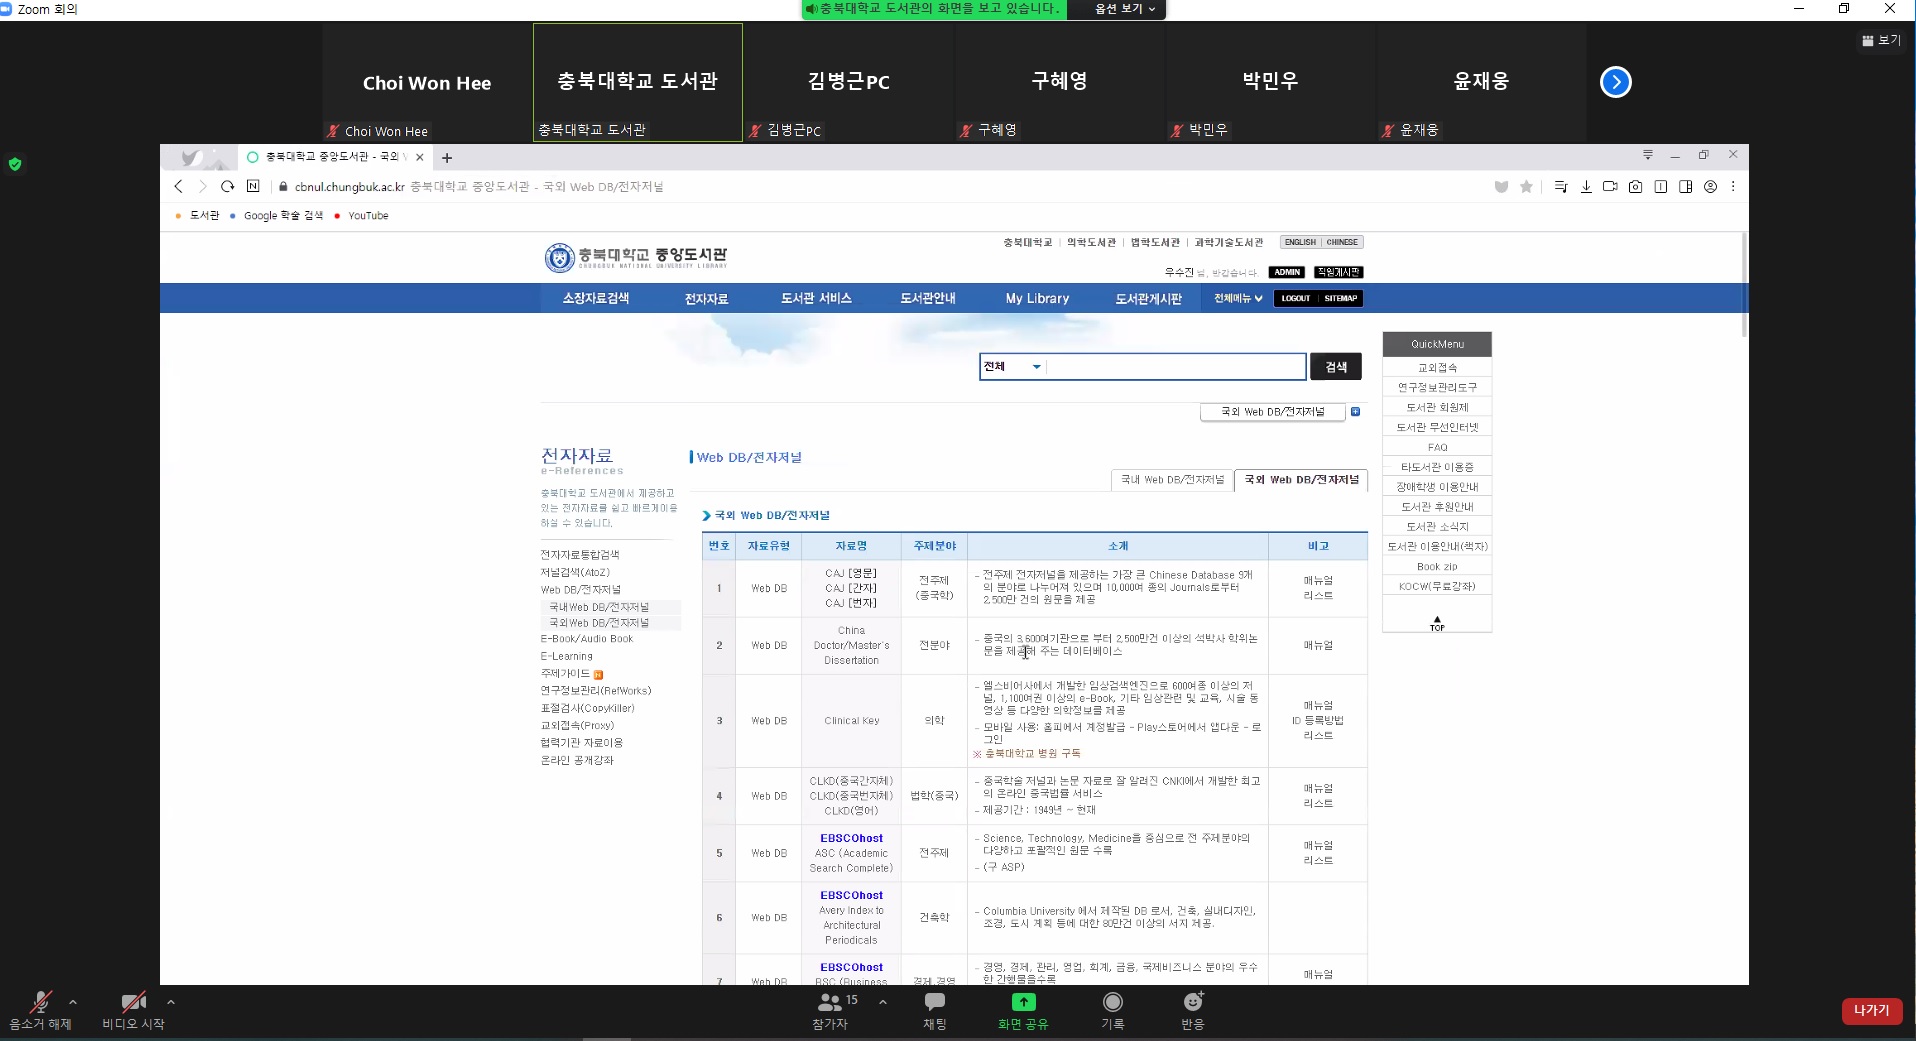 Zoom 회의
충북대학교 도서관의 화면을 보고 있습니다.
옵션 보기
보기
Choi Won Hee
충북대학교 도서관
김병근PC
구혜영
박민우
윤재웅
Choi Won Hee
충북대학교 도서관
김병근PC
구혜영
박민우
윤재웅
충북대학교 중앙도서관 - 국외
cbnul.chungbuk.ac.kr 충북대학교 중앙도서관 - 국외 Web DB/전자저널
도서관
Google 학술 검색
YouTube
충북대학교 중앙도서관
CHUNGBUK NATIONAL UNIVERSITY LIBRARY
충북대학교 | 의학도서관 | 법학도서관 | 과학기술도서관
ENGLISH | CHINESE
우수진 님, 반갑습니다.
ADMIN
직원게시판
소장자료검색
전자자료
도서관 서비스
도서관안내
My Library
도서관게시판
전체메뉴
LOGOUT
SITEMAP
전체
검색
국외 Web DB/전자저널
QuickMenu
교외접속
연구정보관리도구
도서관 회원제
도서관 무선인터넷
FAQ
타도서관 이용증
장애학생 이용안내
도서관 후원안내
도서관 소식지
도서관 이용안내(책자)
Book zip
KOCW(무료강좌)
TOP
전자자료
e-References
충북대학교 도서관에서 제공하고
있는 전자자료를 쉽고 빠르게이용
하실 수 있습니다.
전자자료통합검색
저널검색(AtoZ)
Web DB/전자저널
국내Web DB/전자저널
국외Web DB/전자저널
E-Book/Audio Book
E-Learning
주제가이드
연구정보관리(RefWorks)
표절검사(CopyKiller)
교외접속(Proxy)
협력기관 자료이용
온라인 공개강좌
Web DB/전자저널
국내 Web DB/전자저널
국외 Web DB/전자저널
국외 Web DB/전자저널
번호 자료유형 자료명 주제분야 소개 비고
1
Web DB
CAJ [영문]
CAJ [간자]
CAJ [번자]
전주제
(중국학)
- 전주제 전자저널을 제공하는 가장 큰 Chinese Database 9개
의 분야로 나누어져 있으며 10,000여 종의 Journals로부터
2,500만 건의 원문을 제공
매뉴얼
리스트
2
Web DB
China
Doctor/Master's
Dissertation
전분야
- 중국의 3,600여기관으로 부터 2,500만건 이상의 석박사 학위논
문을 제공해 주는 데이터베이스
매뉴얼
3
Web DB
Clinical Key
의학
- 엘스비어사에서 개발한 임상검색엔진으로 600여종 이상의 저
널, 1,100여권 이상의 e-Book, 기타 임상관련 및 교육, 시술 동
영상 등 다양한 의학정보를 제공
- 모바일 사용: 홈피에서 계정발급 - Play스토어에서 앱다운 - 로
그인
※ 충북대학교 병원 구독
매뉴얼
ID 등록방법
리스트
4
Web DB
CLKD(중국간자체)
CLKD(중국번자체)
CLKD(영어)
법학(중국)
- 중국학술 저널과 논문 자료로 잘 알려진 CNKI에서 개발한 최고
의 온라인 중국법률 서비스
- 제공기간 : 1949년 ~ 현재
매뉴얼
리스트
5
Web DB
EBSCOhost
ASC (Academic
Search Complete)
전주제
- Science, Technology, Medicine을 중심으로 전 주제분야의
다양하고 포괄적인 원문 수록
- (구 ASP)
매뉴얼
리스트
6
Web DB
EBSCOhost
Avery Index to
Architectural
Periodicals
건축학
- Columbia University 에서 제작된 DB 로서, 건축, 실내디자인,
조경, 도시 계획 등에 대한 80만건 이상의 서지 제공.
7
Web DB
EBSCOhost
BSC (Business
경제,경영
- 경영, 경제, 관리, 영업, 회계, 금융, 국제비즈니스 분야의 우수
한 간행물을수록
매뉴얼
음소거 해제
비디오 시작
15
참가자
채팅
화면 공유
기록
반응
나가기